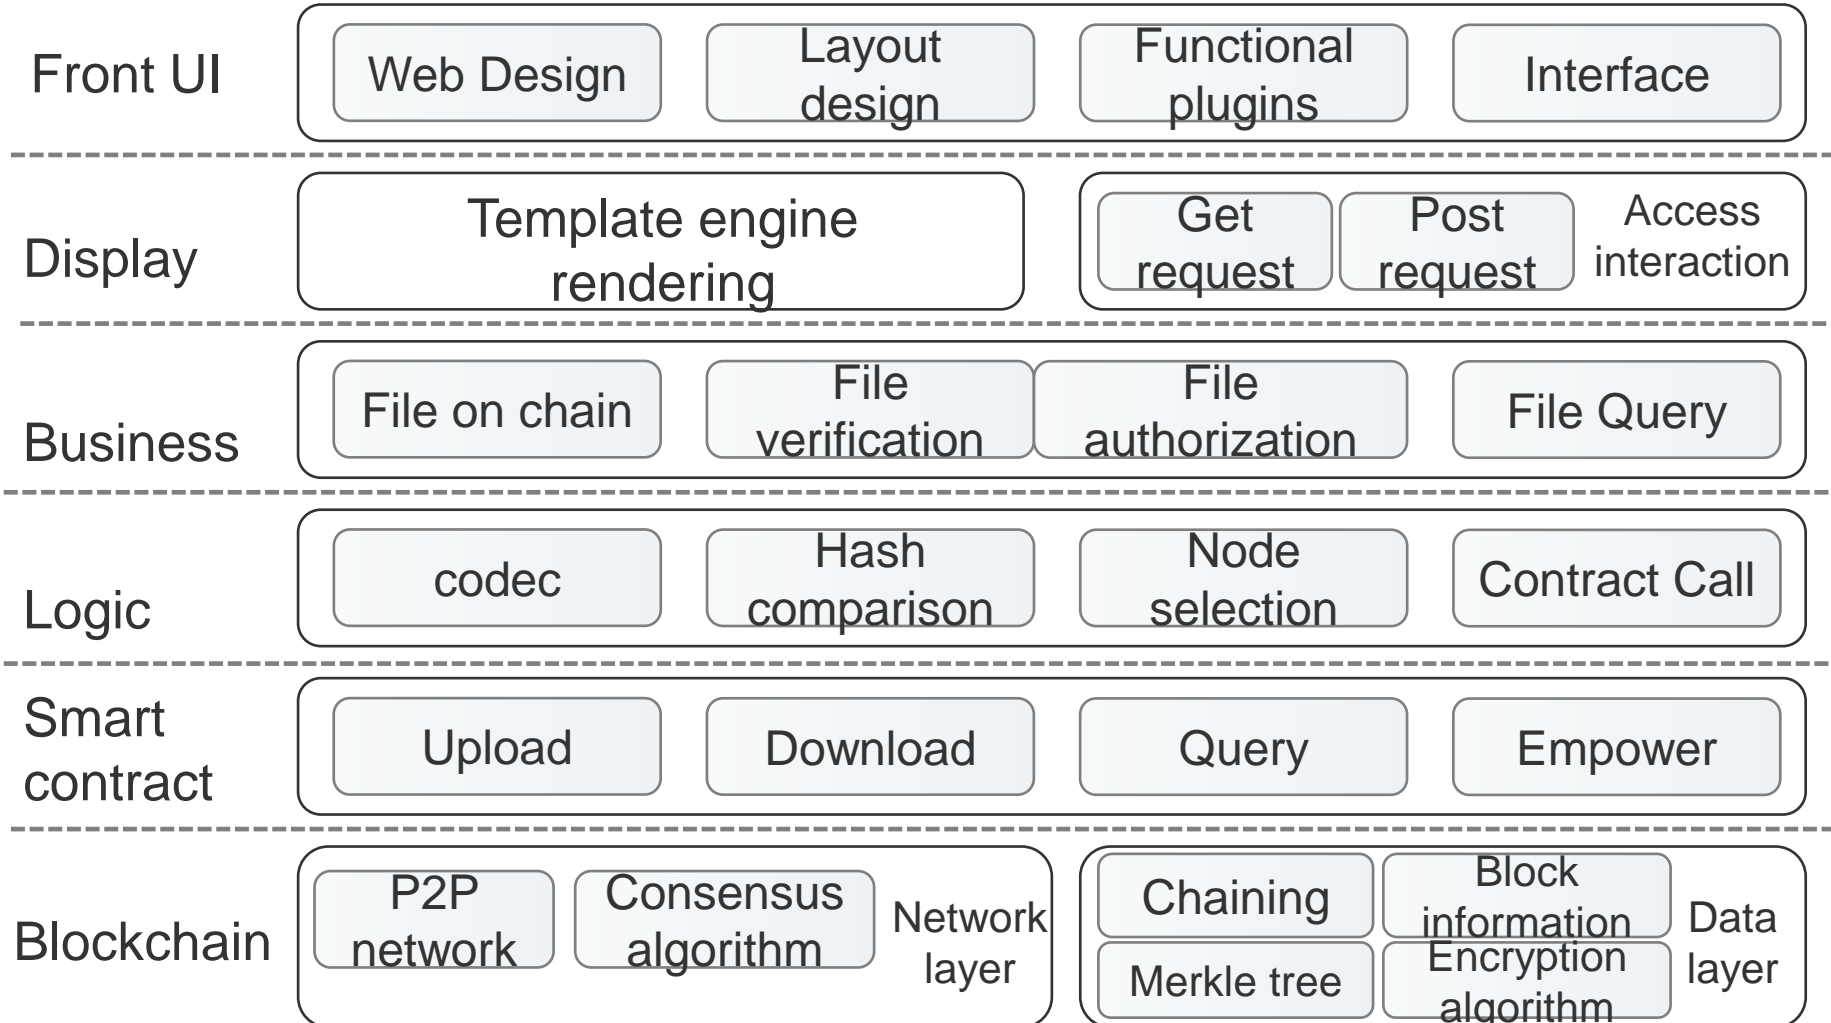 Front UI
Web Design
Layout
design
Functional
plugins
Interface
Display
Template engine
rendering
Get
request
Post
request
Access
interaction
Business
File on chain
File
verification
File
authorization
File Query
Logic
codec
Hash
comparison
Node
selection
Contract Call
Smart
contract
Upload
Download
Query
Empower
Blockchain
P2P
network
Consensus
algorithm
Network
layer
Chaining
Block
information
Merkle tree
Encryption
algorithm
Data
layer